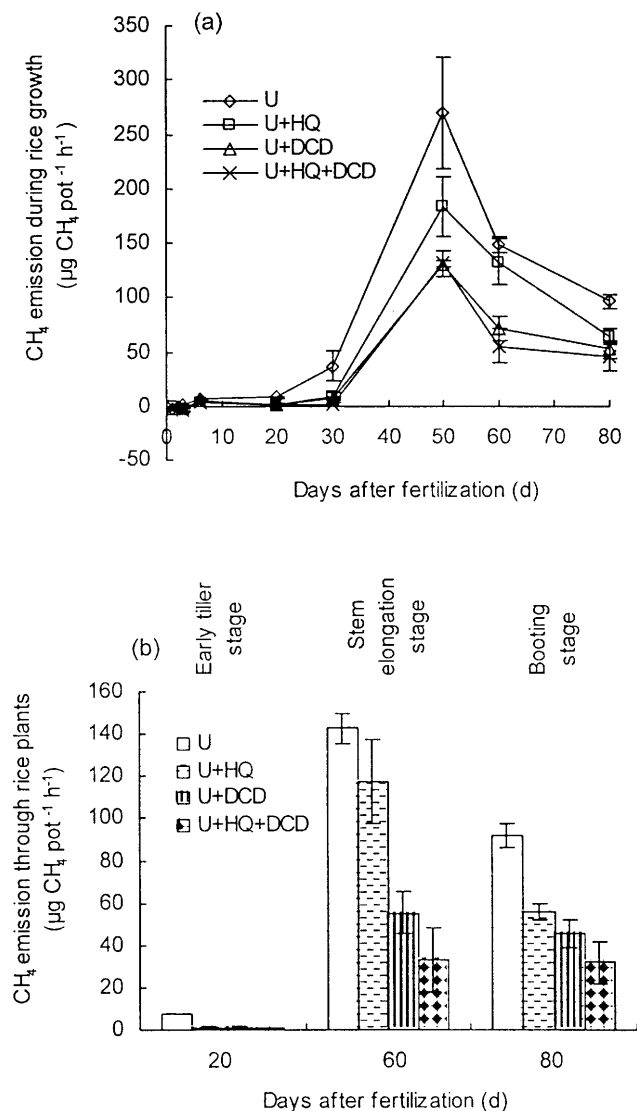 (a)
CH4 emission during rice growth
(µg CH4 pot -1 h-1)
350
300
250
200
150
100
50
0
-50
U
U+HQ
U+DCD
U+HQ+DCD
0 10 20 30 40 50 60 70 80
Days after fertilization (d)
(b)
Early tiller
stage
Stem
elongation
stage
Booting
stage
CH4 emission through rice plants
(µg CH4 pot -1 h-1)
160
140
120
100
80
60
40
20
0
U
U+HQ
U+DCD
U+HQ+DCD
20 60 80
Days after fertilization (d)